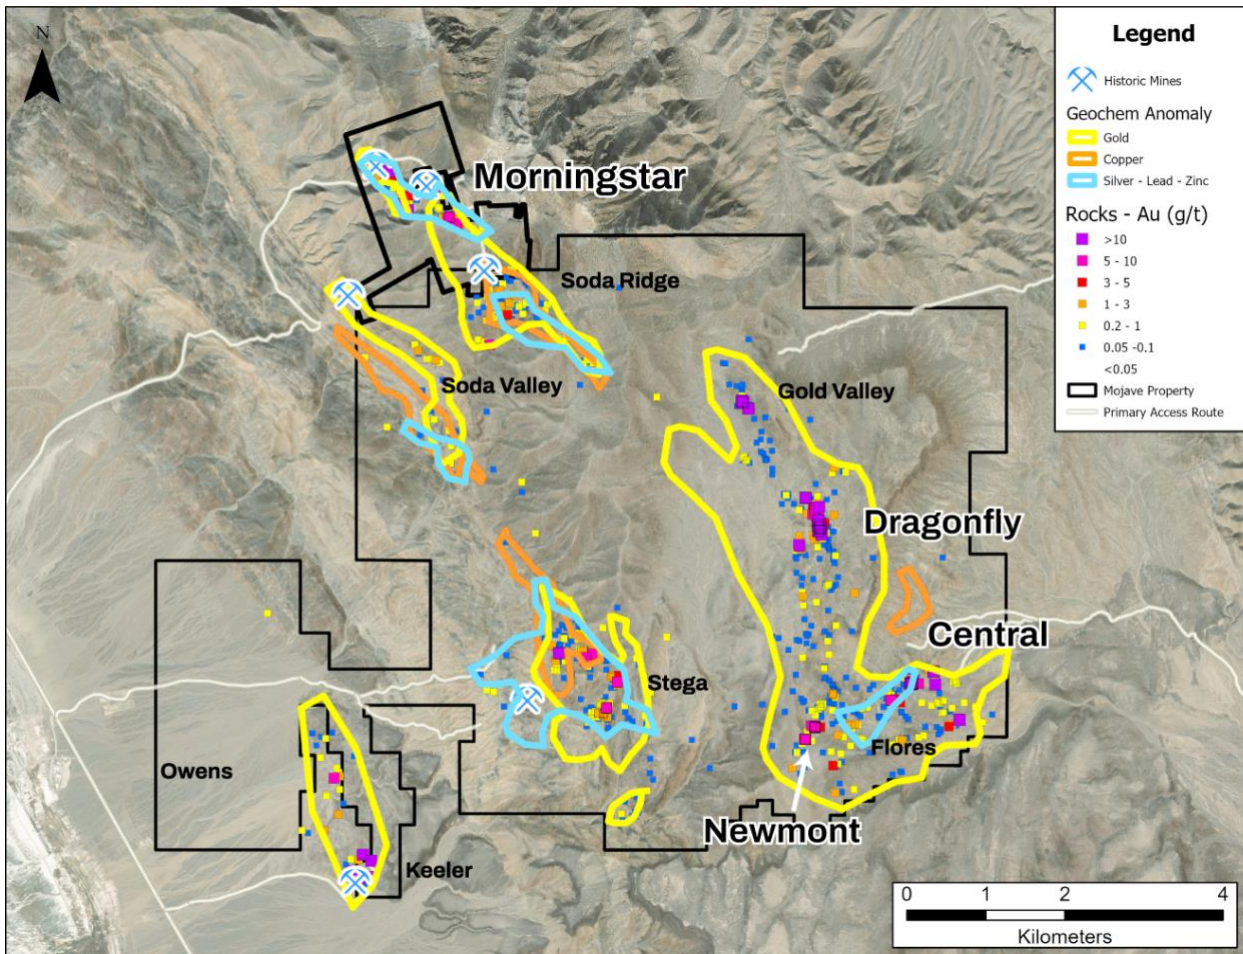 N
Legend
Historic Mines
Geochem Anomaly
Gold
Copper
Silver - Lead - Zinc
Rocks - Au (g/t)
>10
5 - 10
3 - 5
1 - 3
0.2 - 1
0.05 -0.1
<0.05
Mojave Property
Primary Access Route
Morningstar
Soda Ridge
Soda Valley
Gold Valley
Dragonfly
Central
Stega
Flores
Owens
Newmont
Keeler
0 1 2 4
Kilometers